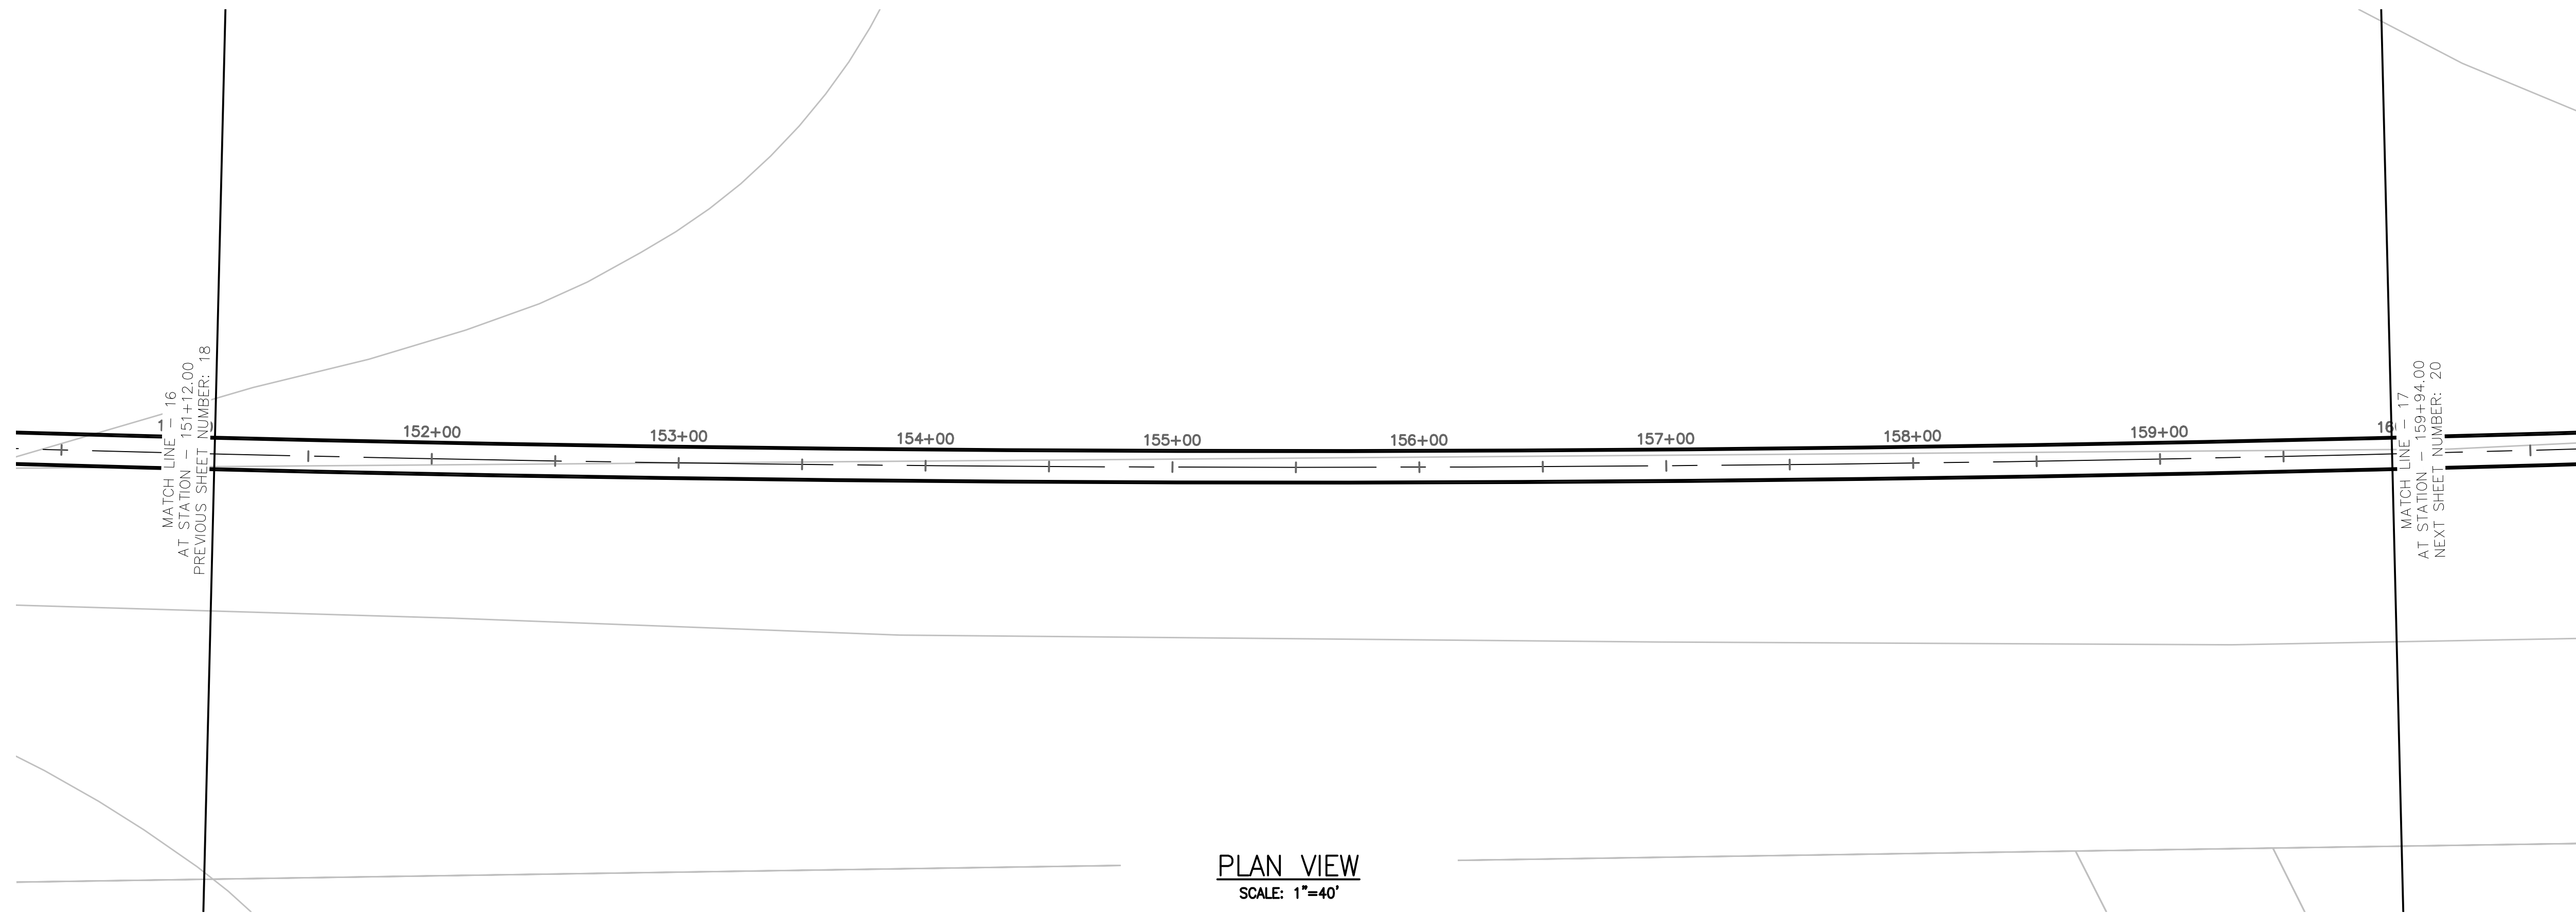 MATCH LINE - 16
AT STATION - 151+12.00
PREVIOUS SHEET NUMBER: 18
152+00
153+00
154+00
155+00
156+00
157+00
158+00
159+00
MATCH LINE - 17
AT STATION - 159+94.00
NEXT SHEET NUMBER: 20
PLAN VIEW
SCALE: 1"=40'